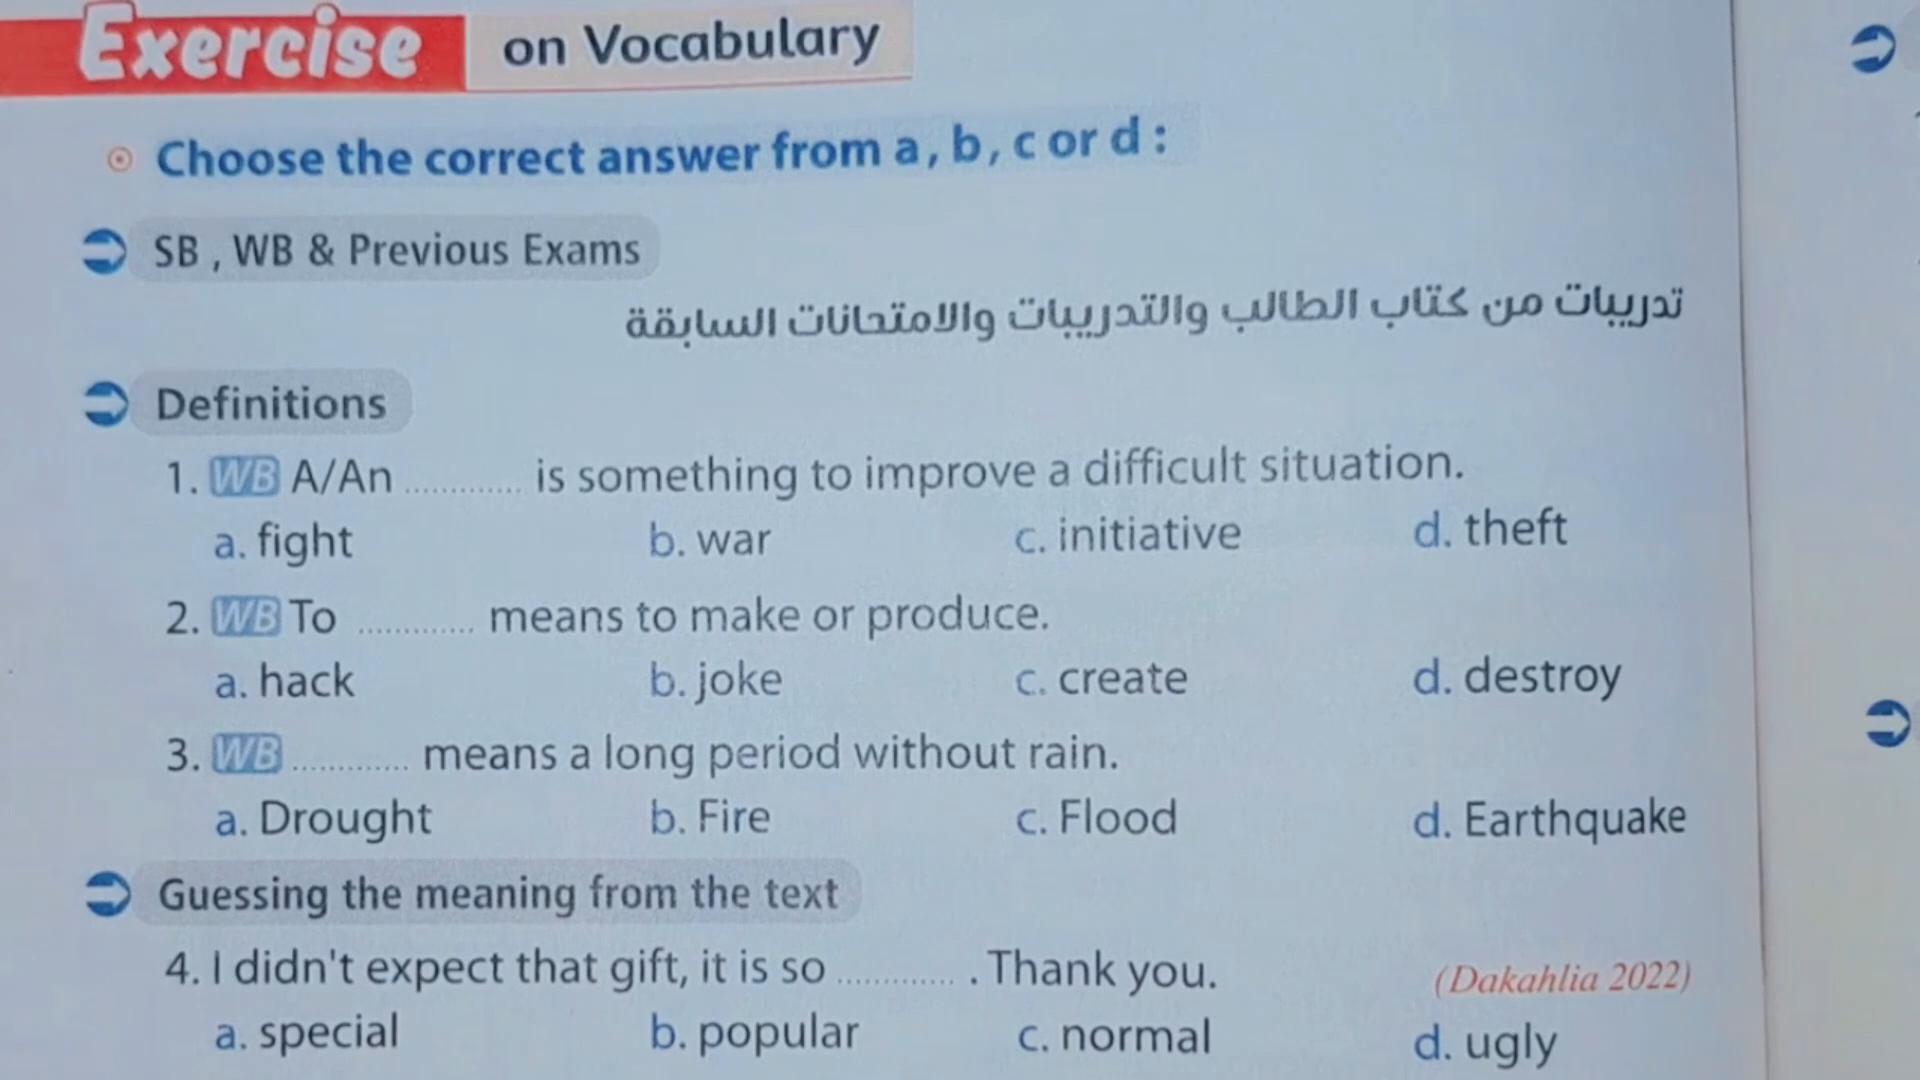 Exercise on Vocabulary
Choose the correct answer from a, b, c or d :
SB , WB & Previous Exams
تدريبات من كتاب الطالب والتدريبات والامتحانات السابقة
Definitions
1. WB A/An ............. is something to improve a difficult situation.
a. fight b. war c. initiative d. theft
2. WB To ............. means to make or produce.
a. hack b. joke c. create d. destroy
3. WB ............. means a long period without rain.
a. Drought b. Fire c. Flood d. Earthquake
Guessing the meaning from the text
4. I didn't expect that gift, it is so ............. . Thank you. (Dakahlia 2022)
a. special b. popular c. normal d. ugly